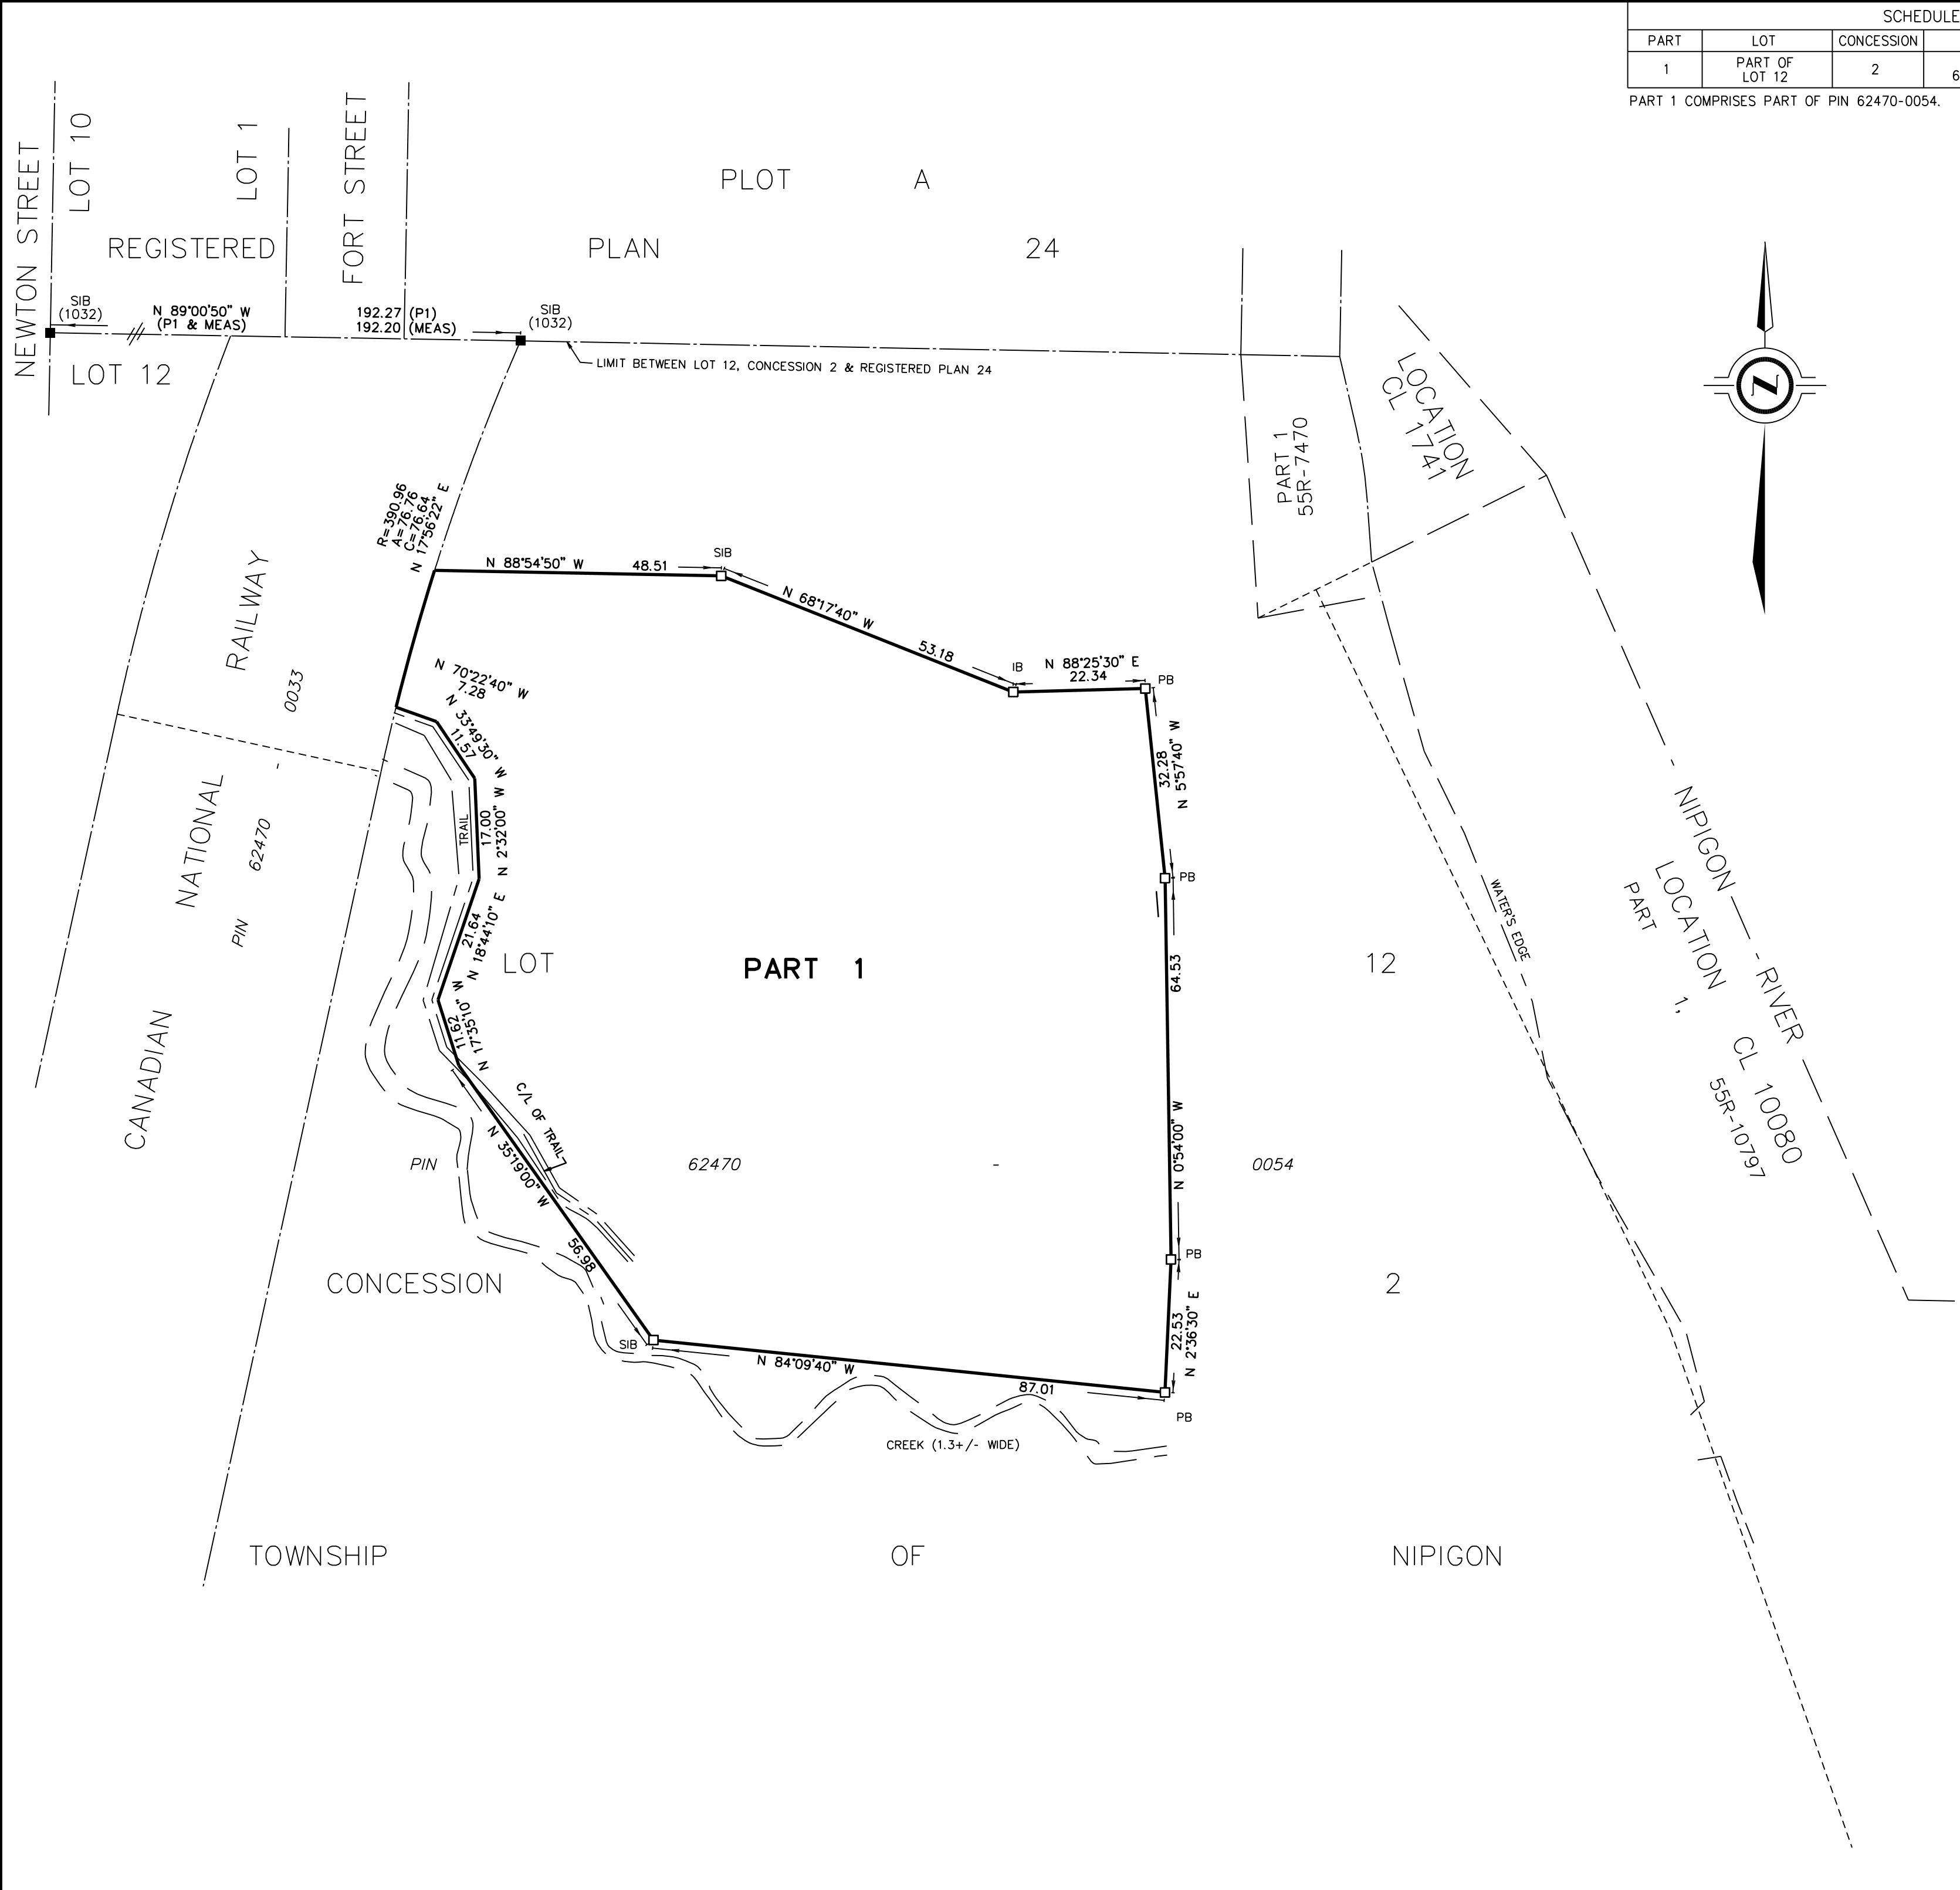 SCHEDULE
PART LOT CONCESSION
1 PART OF LOT 12 2 6
PART 1 COMPRISES PART OF PIN 62470-0054.
NEWTON STREET
LOT 10
LOT 1
FORT STREET
PLOT A
REGISTERED PLAN 24
SIB
(1032)
N 89°00'50" W
(P1 & MEAS)
192.27 (P1)
192.20 (MEAS)
SIB
(1032)
LOT 12
LIMIT BETWEEN LOT 12, CONCESSION 2 & REGISTERED PLAN 24
LOCATION
CL 1741
PART 1
55R-7470
Z
R=390.96
A=76.76
C=76.64
N 17°56'22" E
N 88°54'50" W 48.51
SIB
N 68°17'40" W 53.18
IB
N 88°25'30" E
22.34
PB
N 70°22'40" W
7.28
N 33°49'30" W
11.57
32.28
N 5°57'40" W
PB
CANADIAN NATIONAL RAILWAY
PIN 62470 - 0033
TRAIL
17.00
N 2°32'00" W
21.64
N 18°44'10" E
11.62
N 17°35'10" W
LOT 12
PART 1
64.53
N 0°54'00" W
WATER'S EDGE
NIPIGON - RIVER
LOCATION CL 10080
PART 1, 55R-10797
C/L OF TRAIL
N 35°19'00" W
56.98
PIN 62470 - 0054
PB
CONCESSION 2
22.53
N 2°36'30" E
SIB
N 84°09'40" W 87.01
PB
CREEK (1.3+/- WIDE)
TOWNSHIP OF NIPIGON